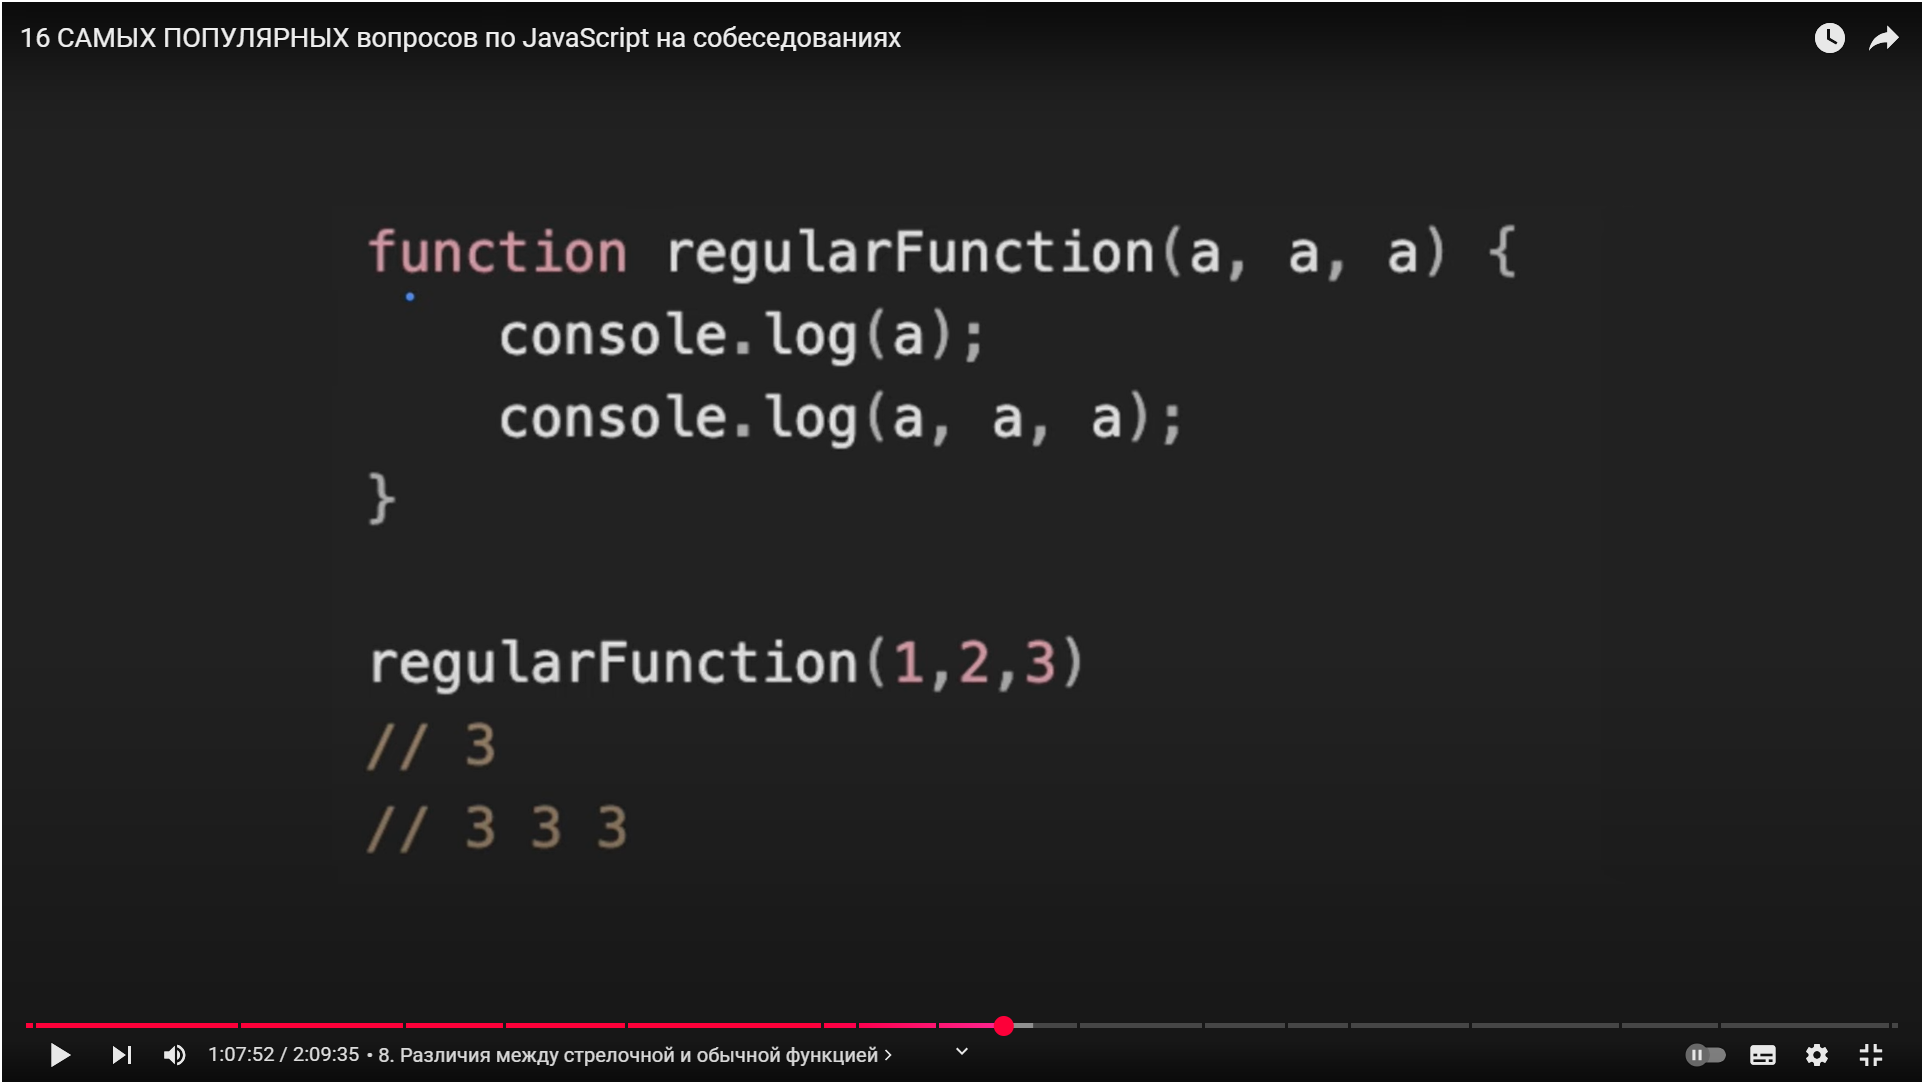 16 САМЫХ ПОПУЛЯРНЫХ вопросов по JavaScript на собеседованиях
function regularFunction(a, a, a) {
    console.log(a);
    console.log(a, a, a);
}
regularFunction(1,2,3)
// 3
// 3 3 3
1:07:52 / 2:09:35 • 8. Различия между стрелочной и обычной функцией